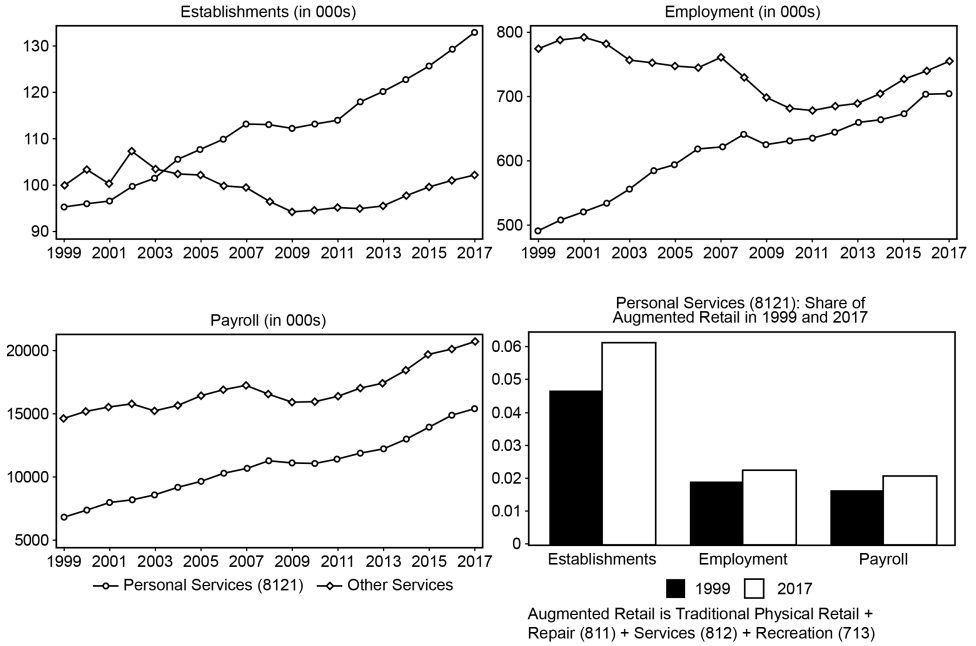 Establishments (in 000s)
130
120
110
100
90
1999 2001 2003 2005 2007 2009 2011 2013 2015 2017
Employment (in 000s)
800
700
600
500
1999 2001 2003 2005 2007 2009 2011 2013 2015 2017
Payroll (in 000s)
20000
15000
10000
5000
1999 2001 2003 2005 2007 2009 2011 2013 2015 2017
Personal Services (8121) Other Services
Personal Services (8121): Share of
Augmented Retail in 1999 and 2017
0.06
0.05
0.04
0.03
0.02
0.01
0
Establishments Employment Payroll
1999 2017
Augmented Retail is Traditional Physical Retail +
Repair (811) + Services (812) + Recreation (713)